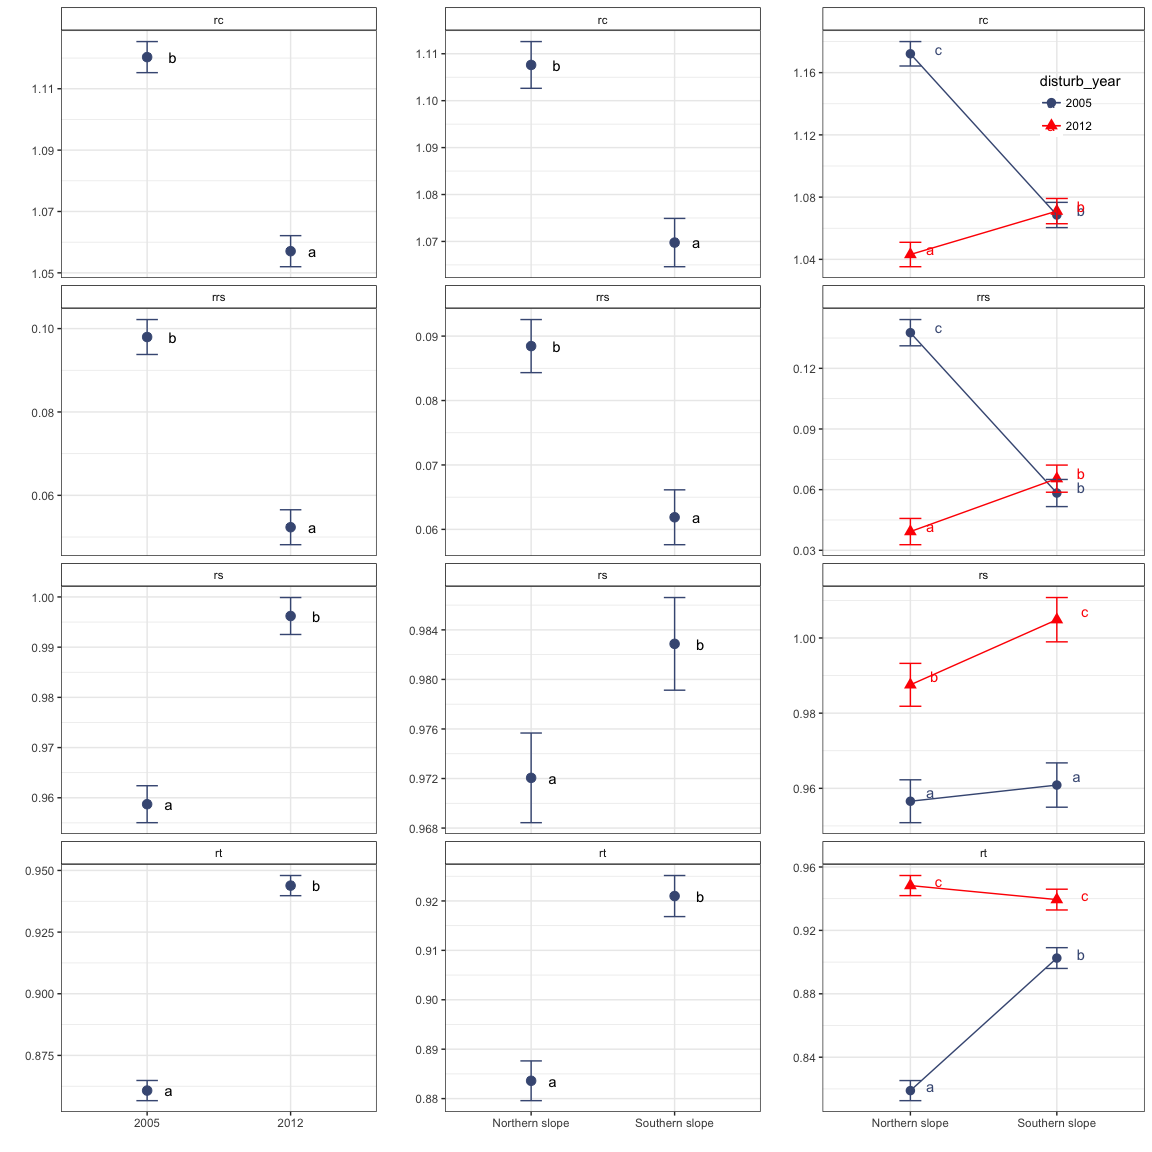 rc
b
a
1.11
1.09
1.07
1.05
rc
b
a
1.11
1.10
1.09
1.08
1.07
rc
c
disturb_year
2005
2012
b
b
a
1.16
1.12
1.08
1.04
rrs
b
a
0.10
0.08
0.06
rrs
b
a
0.09
0.08
0.07
0.06
rrs
c
b
b
a
0.12
0.09
0.06
0.03
rs
b
a
1.00
0.99
0.98
0.97
0.96
rs
b
a
0.984
0.980
0.976
0.972
0.968
rs
c
b
a
a
1.00
0.98
0.96
rt
b
a
0.950
0.925
0.900
0.875
2005
2012
rt
b
a
0.92
0.91
0.90
0.89
0.88
Northern slope
Southern slope
rt
c
c
b
a
0.96
0.92
0.88
0.84
Northern slope
Southern slope